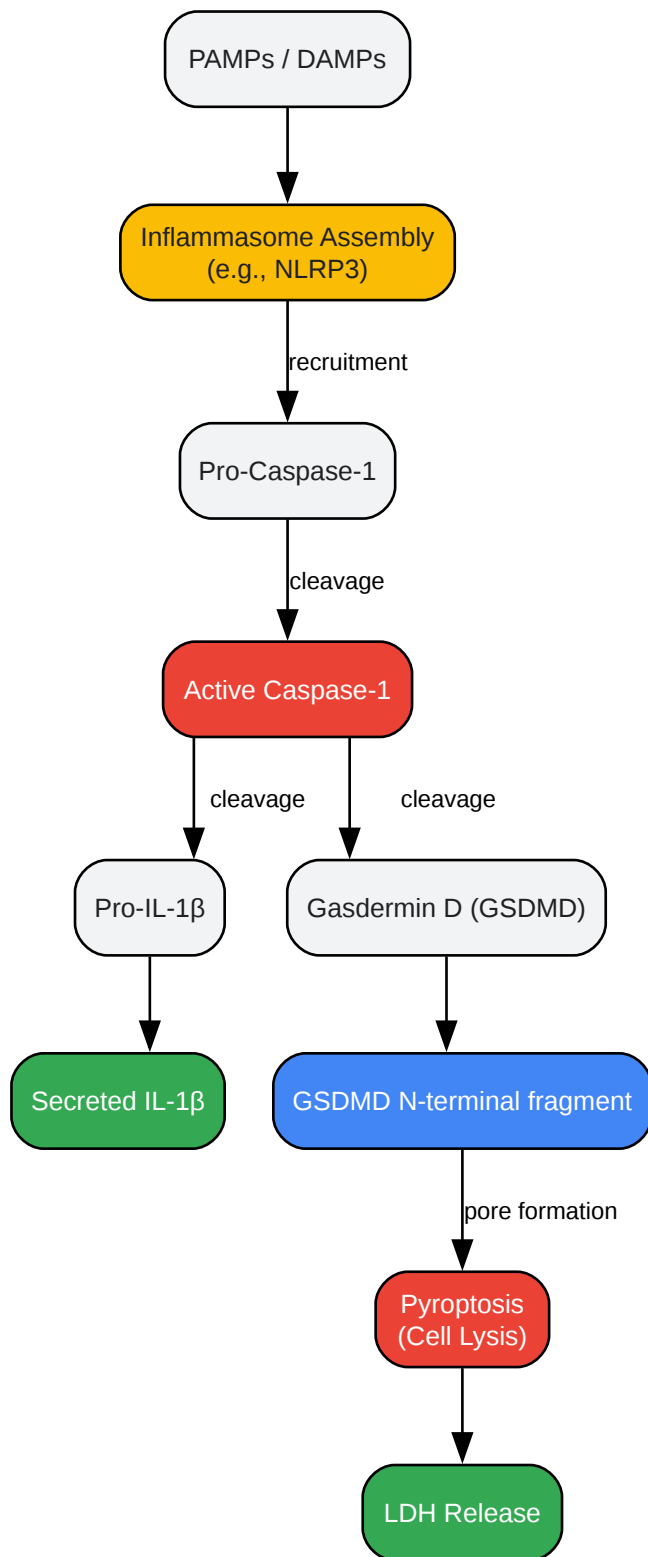 PAMPs / DAMPs
Inflammasome Assembly
(e.g., NLRP3)
recruitment
Pro-Caspase-1
cleavage
Active Caspase-1
cleavage
cleavage
Pro-IL-1β
Gasdermin D (GSDMD)
Secreted IL-1β
GSDMD N-terminal fragment
pore formation
Pyroptosis
(Cell Lysis)
LDH Release